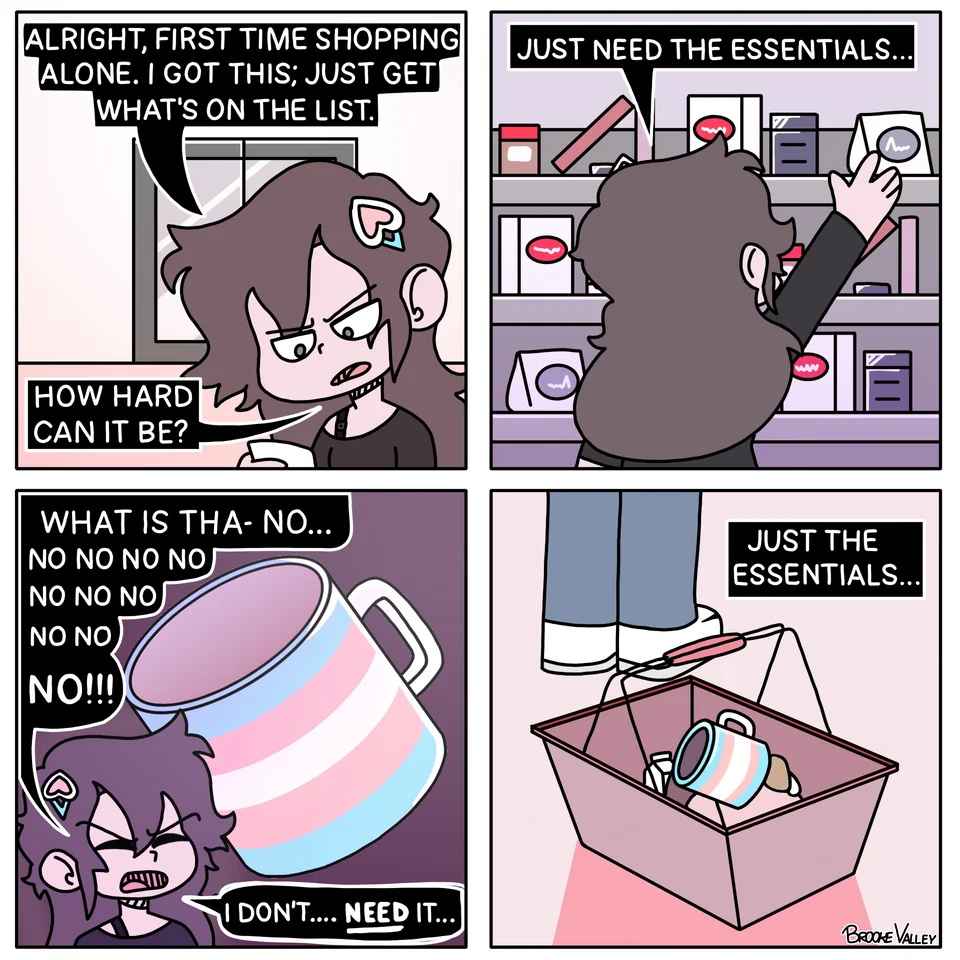 ALRIGHT, FIRST TIME SHOPPING
ALONE. I GOT THIS; JUST GET
WHAT'S ON THE LIST.
HOW HARD
CAN IT BE?
JUST NEED THE ESSENTIALS...
WHAT IS THA- NO...
NO NO NO NO
NO NO NO
NO NO
NO!!!
I DON'T.... NEED IT...
JUST THE
ESSENTIALS...
BROOKE VALLEY